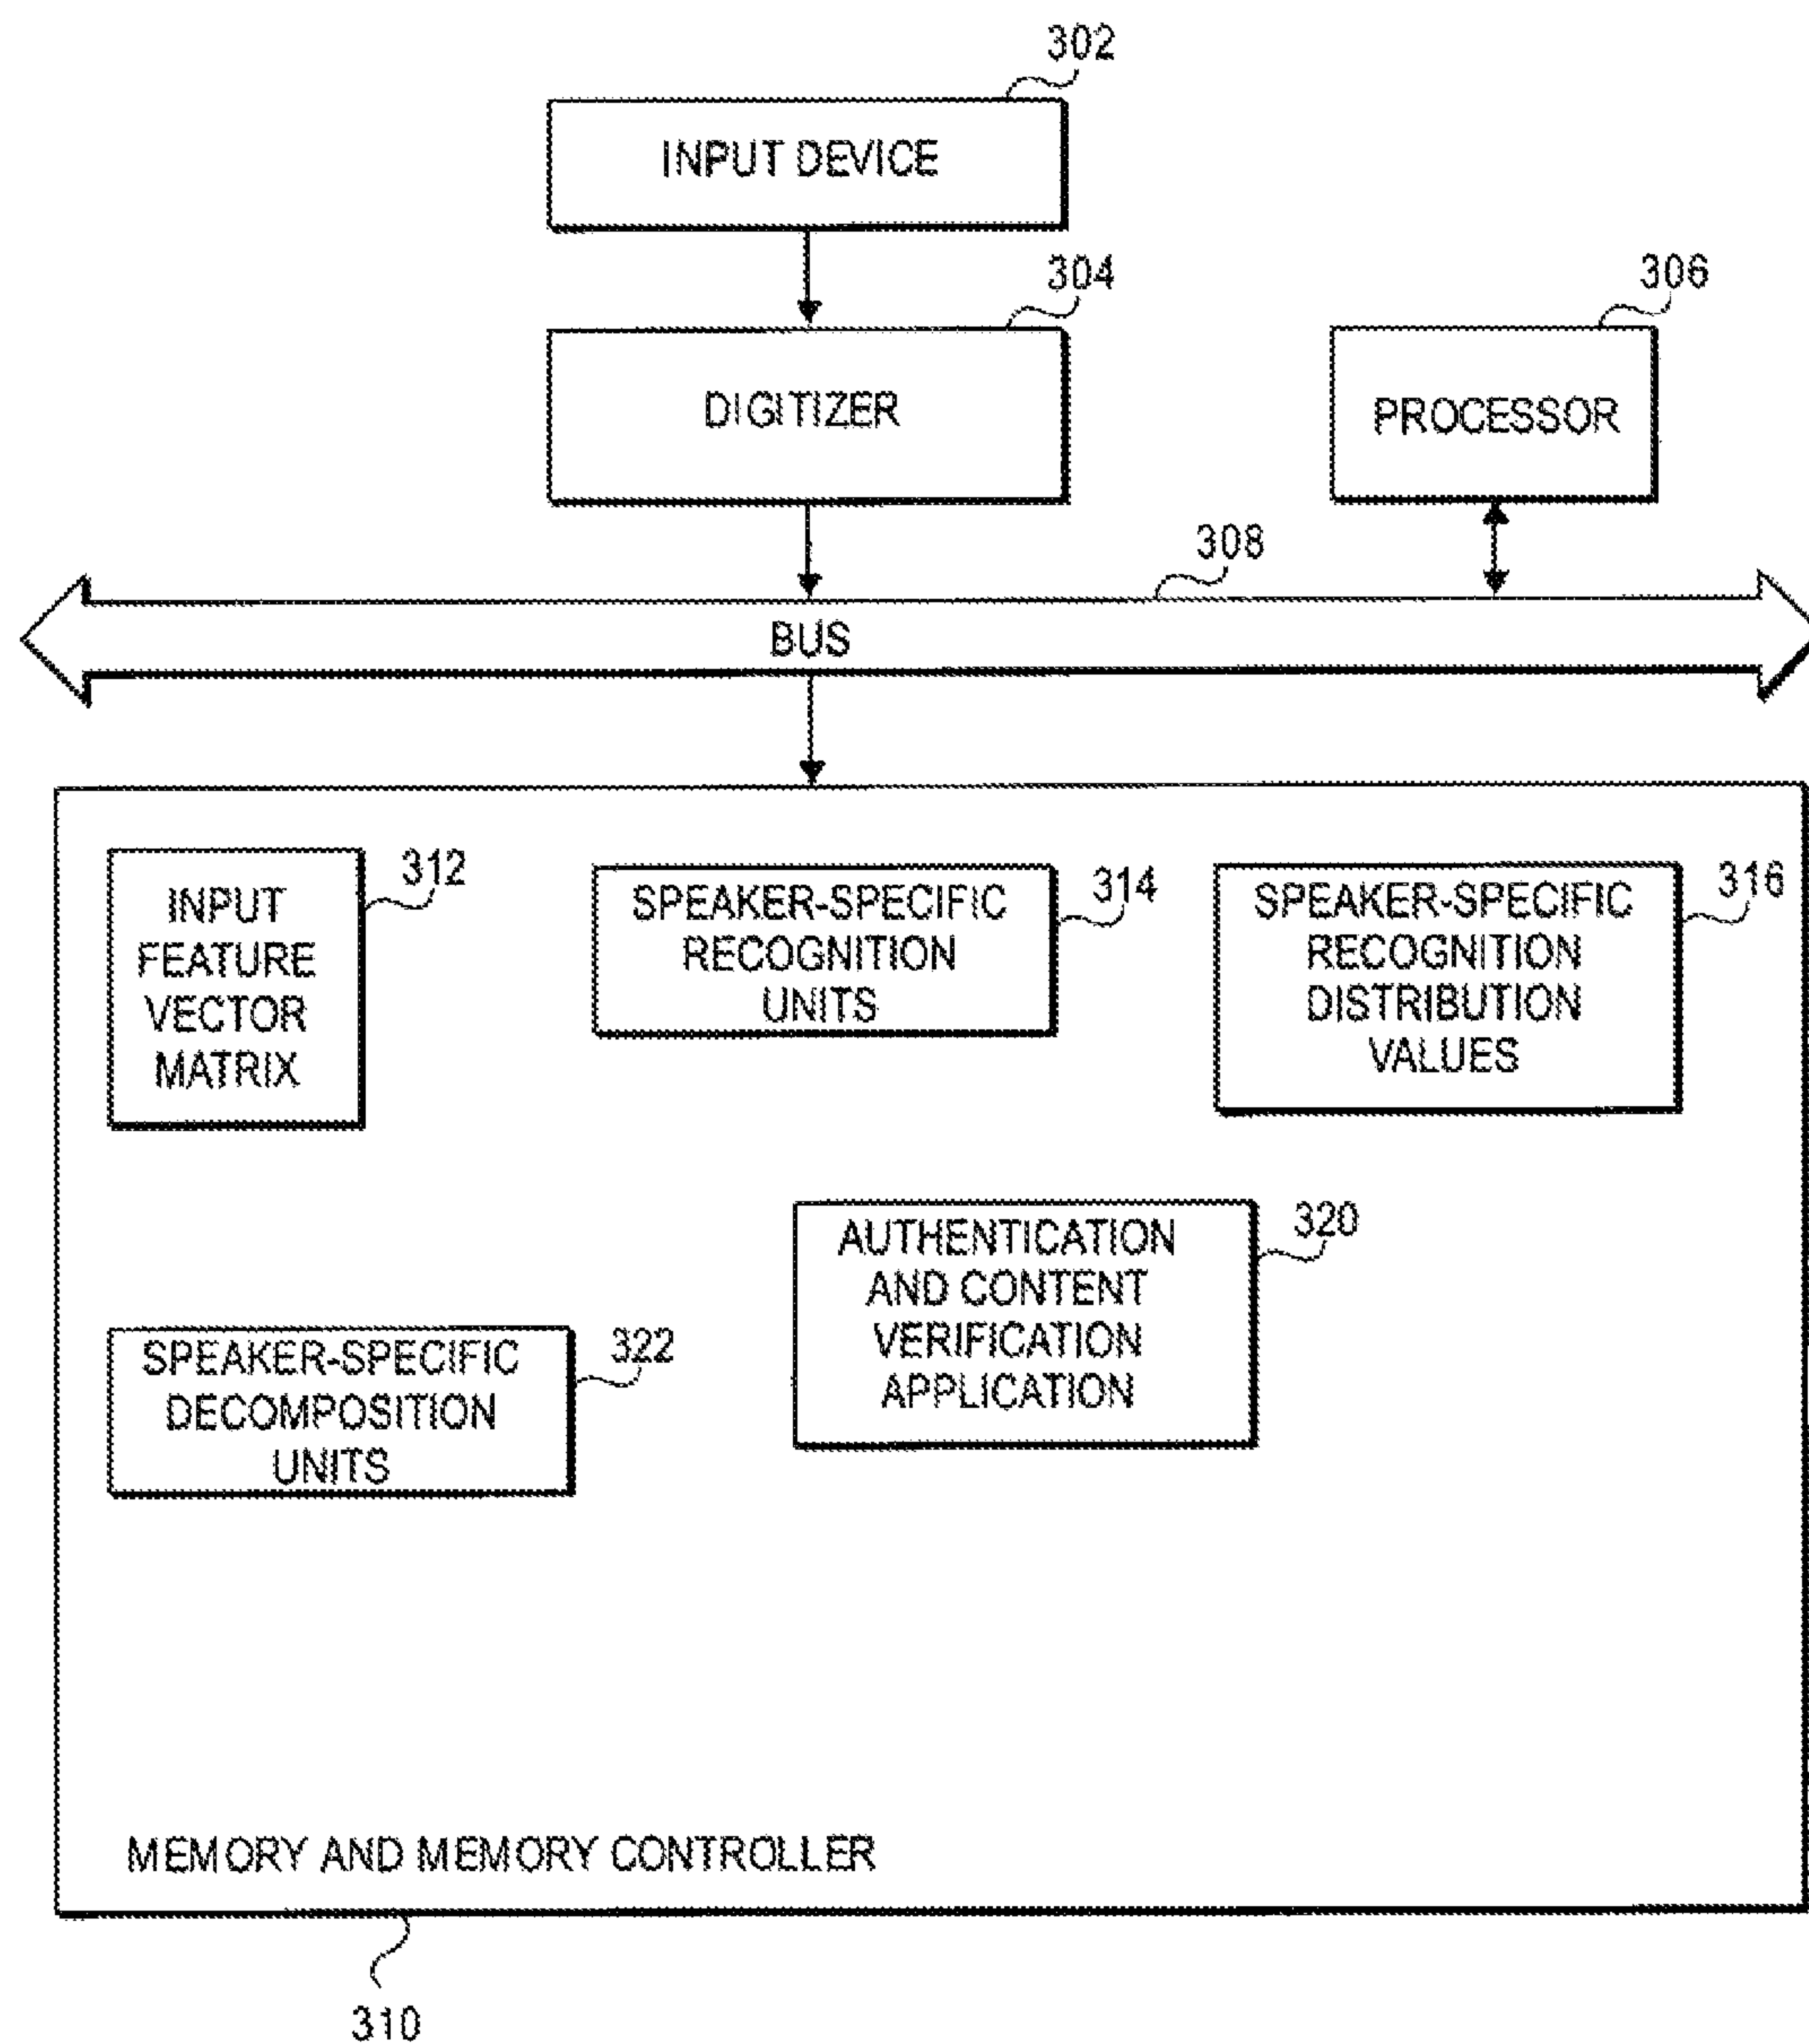 302
INPUT DEVICE
304
306
DIGITIZER
PROCESSOR
308
BUS
312
INPUT
FEATURE
VECTOR
MATRIX
314
SPEAKER-SPECIFIC
RECOGNITION
UNITS
316
SPEAKER-SPECIFIC
RECOGNITION
DISTRIBUTION
VALUES
320
AUTHENTICATION
AND CONTENT
VERIFICATION
APPLICATION
322
SPEAKER-SPECIFIC
DECOMPOSITION
UNITS
MEMORY AND MEMORY CONTROLLER
310